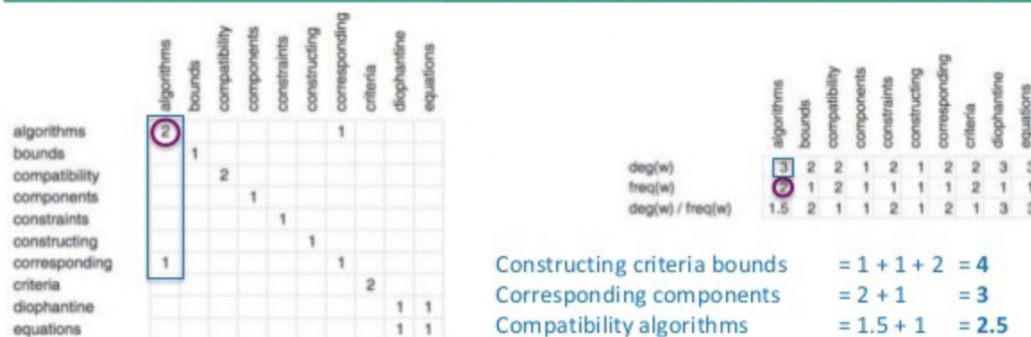 algorithms
bounds
compatibility
components
constraints
constructing
corresponding
criteria
diophantine
equations
algorithms 2 1
bounds 1
compatibility 2
components 1
constraints 1
constructing 1
corresponding 1 1
criteria 2
diophantine 1 1
equations 1 1
algorithms
bounds
compatibility
components
constraints
constructing
corresponding
criteria
diophantine
equations
deg(w) 3 2 2 1 2 1 2 2 3 3
freq(w) 2 1 2 1 1 1 1 2 1 1
deg(w) / freq(w) 1.5 2 1 1 2 1 2 1 3 3
Constructing criteria bounds = 1 + 1 + 2 = 4
Corresponding components = 2 + 1 = 3
Compatibility algorithms = 1.5 + 1 = 2.5